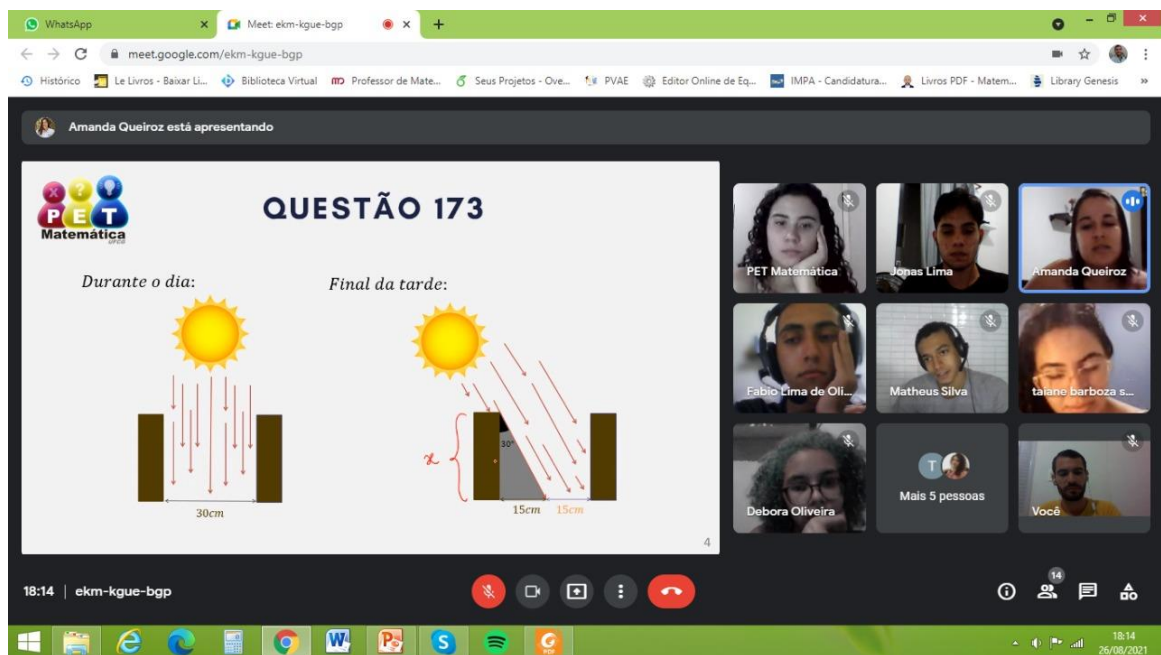 WhatsApp
Meet: ekm-kgue-bgp
meet.google.com/ekm-kgue-bgp
Histórico
Le Livros - Baixar Li...
Biblioteca Virtual
Professor de Mate...
Seus Projetos - Ove...
PVAE
Editor Online de Eq...
IMPA - Candidatura...
Livros PDF - Matem...
Library Genesis
»
Amanda Queiroz está apresentando
X ?
PET
Matemática
UFCG
QUESTÃO 173
Durante o dia:
Final da tarde:
30°
x
30cm
15cm 15cm
4
PET Matemática
Jonas Lima
Amanda Queiroz
Fabio Lima de Oli...
Matheus Silva
taiane barboza s...
Debora Oliveira
T
Mais 5 pessoas
Você
18:14 | ekm-kgue-bgp
14
18:14
26/08/2021